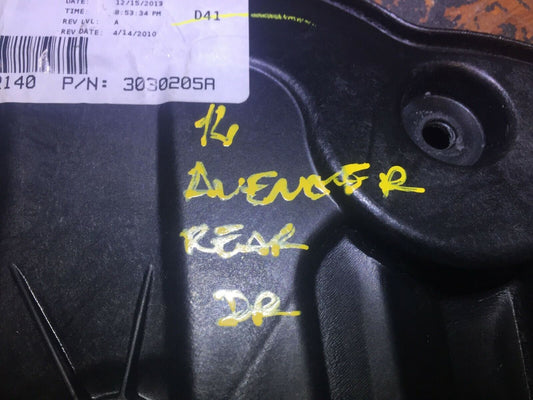 DATE: 12/15/2013
TIME: 8:53:34 PM
D41
REV LVL: A
REV DATE: 4/14/2010
2140 P/N: 3030205A
14
AVENGER
REAR
DR